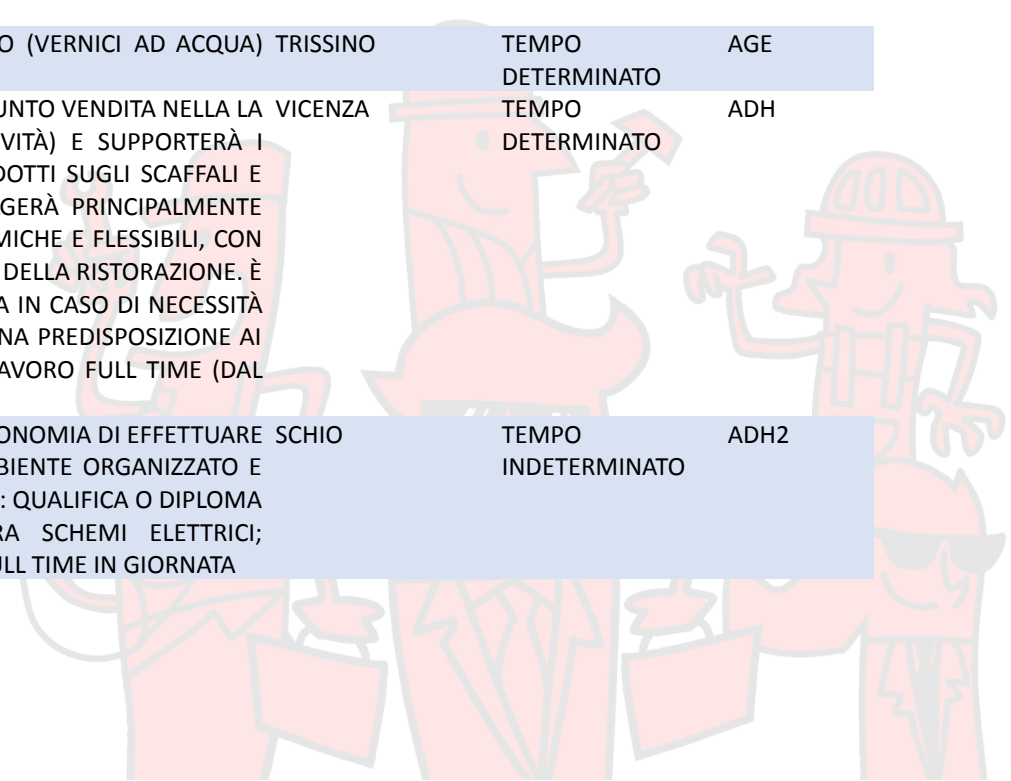 O (VERNICI AD ACQUA) TRISSINO TEMPO DETERMINATO AGE
UNTO VENDITA NELLA LA VICENZA TEMPO DETERMINATO ADH
VITÀ) E SUPPORTERÀ I
DOTTI SUGLI SCAFFALI E
GERÀ PRINCIPALMENTE
MICHE E FLESSIBILI, CON
DELLA RISTORAZIONE. È
A IN CASO DI NECESSITÀ
NA PREDISPOSIZIONE AI
AVORO FULL TIME (DAL
ONOMIA DI EFFETTUARE SCHIO TEMPO INDETERMINATO ADH2
BIENTE ORGANIZZATO E
: QUALIFICA O DIPLOMA
RA SCHEMI ELETTRICI;
ULL TIME IN GIORNATA